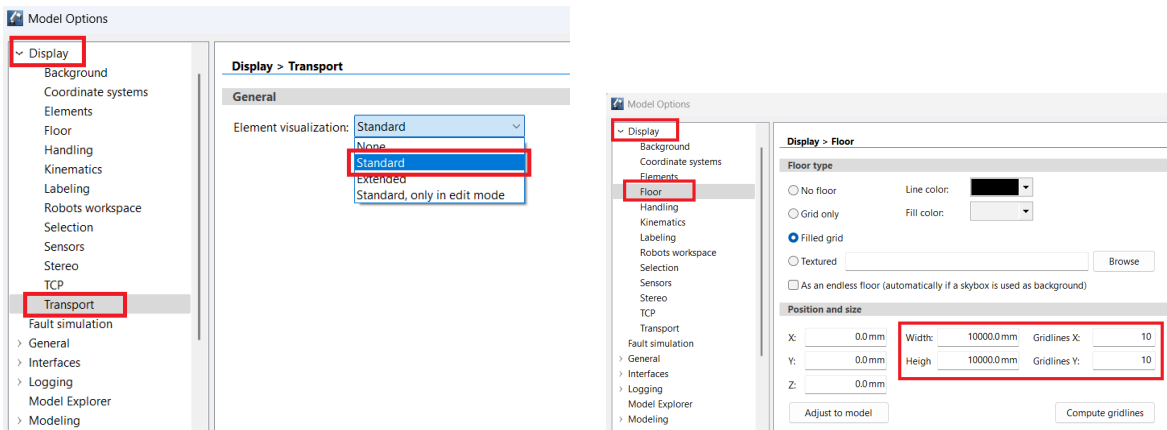 Model Options
Display
Background
Coordinate systems
Elements
Floor
Handling
Kinematics
Labeling
Robots workspace
Selection
Sensors
Stereo
TCP
Transport
Fault simulation
General
Interfaces
Logging
Model Explorer
Modeling
Display > Transport
General
Element visualization: Standard
None
Standard
Extended
Standard, only in edit mode
Model Options
Display
Background
Coordinate systems
Elements
Floor
Handling
Kinematics
Labeling
Robots workspace
Selection
Sensors
Stereo
TCP
Transport
Fault simulation
General
Interfaces
Logging
Model Explorer
Modeling
Display > Floor
Floor type
No floor Line color:
Grid only Fill color:
Filled grid
Textured Browse
As an endless floor (automatically if a skybox is used as background)
Position and size
X: 0.0 mm Width: 10000.0 mm Gridlines X: 10
Y: 0.0 mm Heigh 10000.0 mm Gridlines Y: 10
Z: 0.0 mm
Adjust to model Compute gridlines